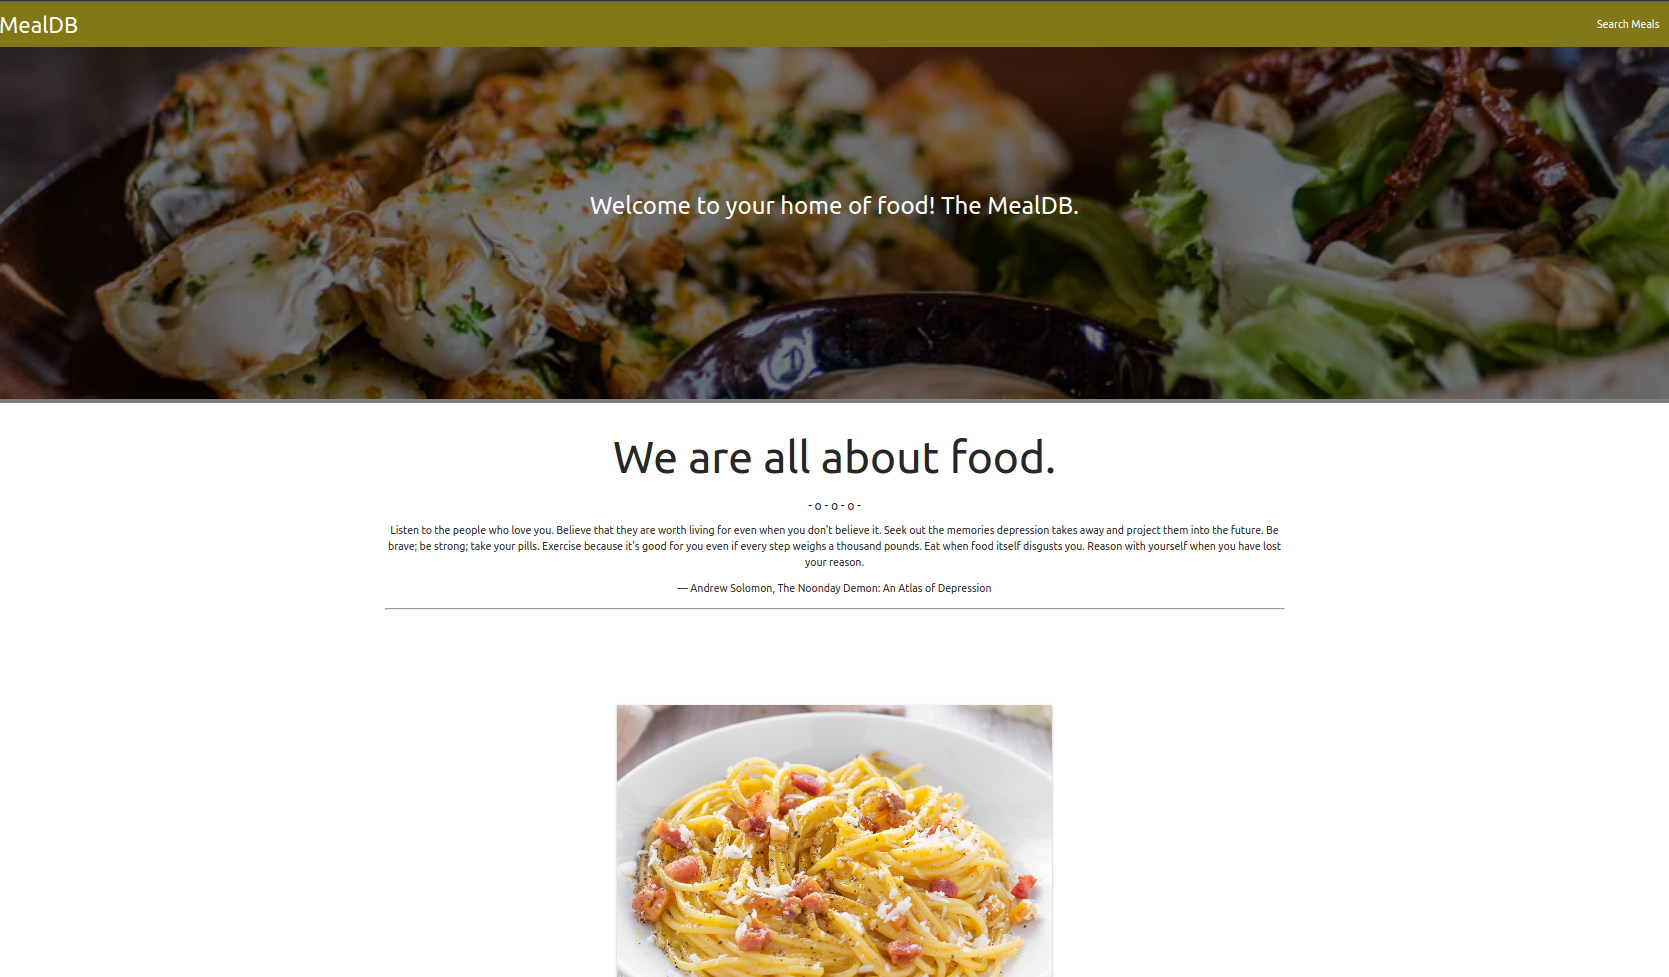 MealDB
Search Meals
Welcome to your home of food! The MealDB.
We are all about food.
- o - o - o -
Listen to the people who love you. Believe that they are worth living for even when you don't believe it. Seek out the memories depression takes away and project them into the future. Be
brave; be strong; take your pills. Exercise because it's good for you even if every step weighs a thousand pounds. Eat when food itself disgusts you. Reason with yourself when you have lost
your reason.
— Andrew Solomon, The Noonday Demon: An Atlas of Depression